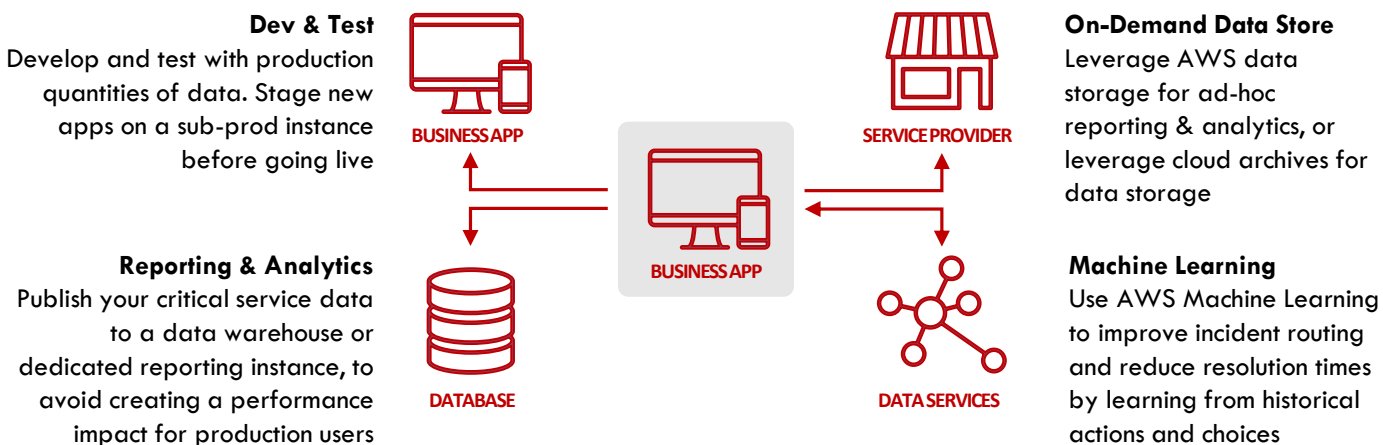 Dev & Test
Develop and test with production
quantities of data. Stage new
apps on a sub-prod instance
before going live
BUSINESS APP
Reporting & Analytics
Publish your critical service data
to a data warehouse or
dedicated reporting instance, to
avoid creating a performance
impact for production users
DATABASE
BUSINESS APP
SERVICE PROVIDER
On-Demand Data Store
Leverage AWS data
storage for ad-hoc
reporting & analytics, or
leverage cloud archives for
data storage
DATA SERVICES
Machine Learning
Use AWS Machine Learning
to improve incident routing
and reduce resolution times
by learning from historical
actions and choices